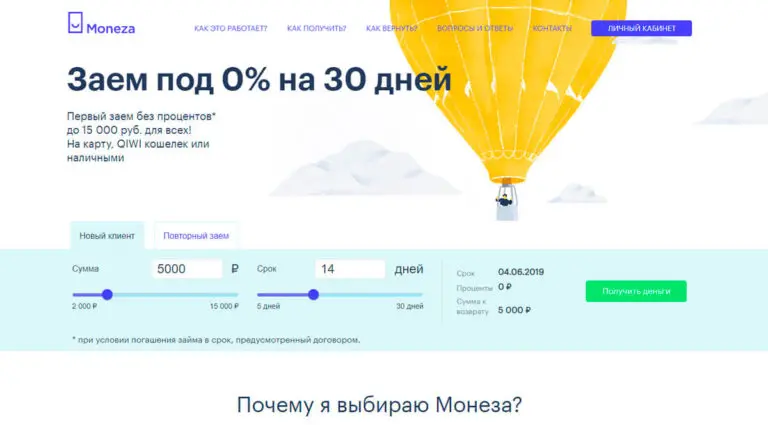 Moneza
КАК ЭТО РАБОТАЕТ? КАК ПОЛУЧИТЬ? КАК ВЕРНУТЬ? ВОПРОСЫ И ОТВЕТЫ КОНТАКТЫ ЛИЧНЫЙ КАБИНЕТ
Заем под 0% на 30 дней
Первый заем без процентов*
до 15 000 руб. для всех!
На карту, QIWI кошелек или
наличными
Новый клиент Повторный заем
Сумма 5000 ₽ Срок 14 дней
2 000 ₽ 15 000 ₽ 5 дней 30 дней
Срок 04.06.2019
Проценты 0 ₽
Сумма к
возврату 5 000 ₽
Получить деньги
* при условии погашения займа в срок, предусмотренный договором.
Почему я выбираю Монеза?